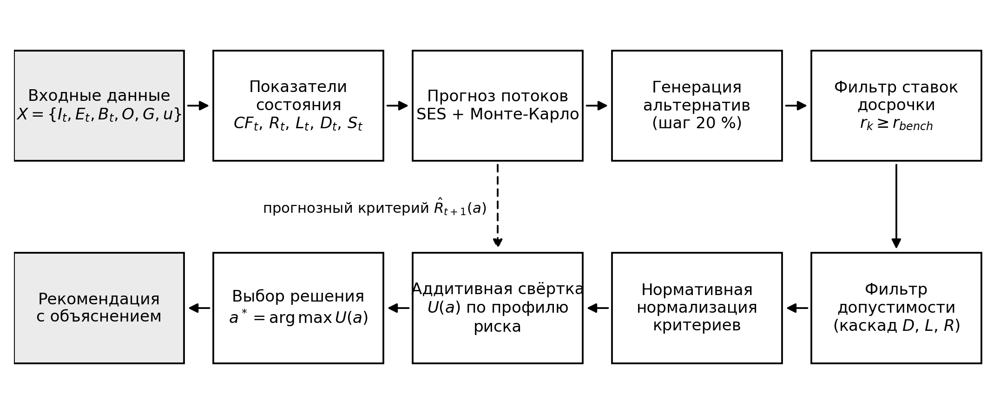 Входные данные
X = {I_t, E_t, B_t, O, G, u}
Показатели
состояния
CF_t, R_t, L_t, D_t, S_t
Прогноз потоков
SES + Монте-Карло
Генерация
альтернатив
(шаг 20 %)
Фильтр ставок
досрочки
r_k ≥ r_bench
прогнозный критерий R̂_{t+1}(a)
Рекомендация
с объяснением
Выбор решения
a* = arg max U(a)
Аддитивная свёртка
U(a) по профилю
риска
Нормативная
нормализация
критериев
Фильтр
допустимости
(каскад D, L, R)